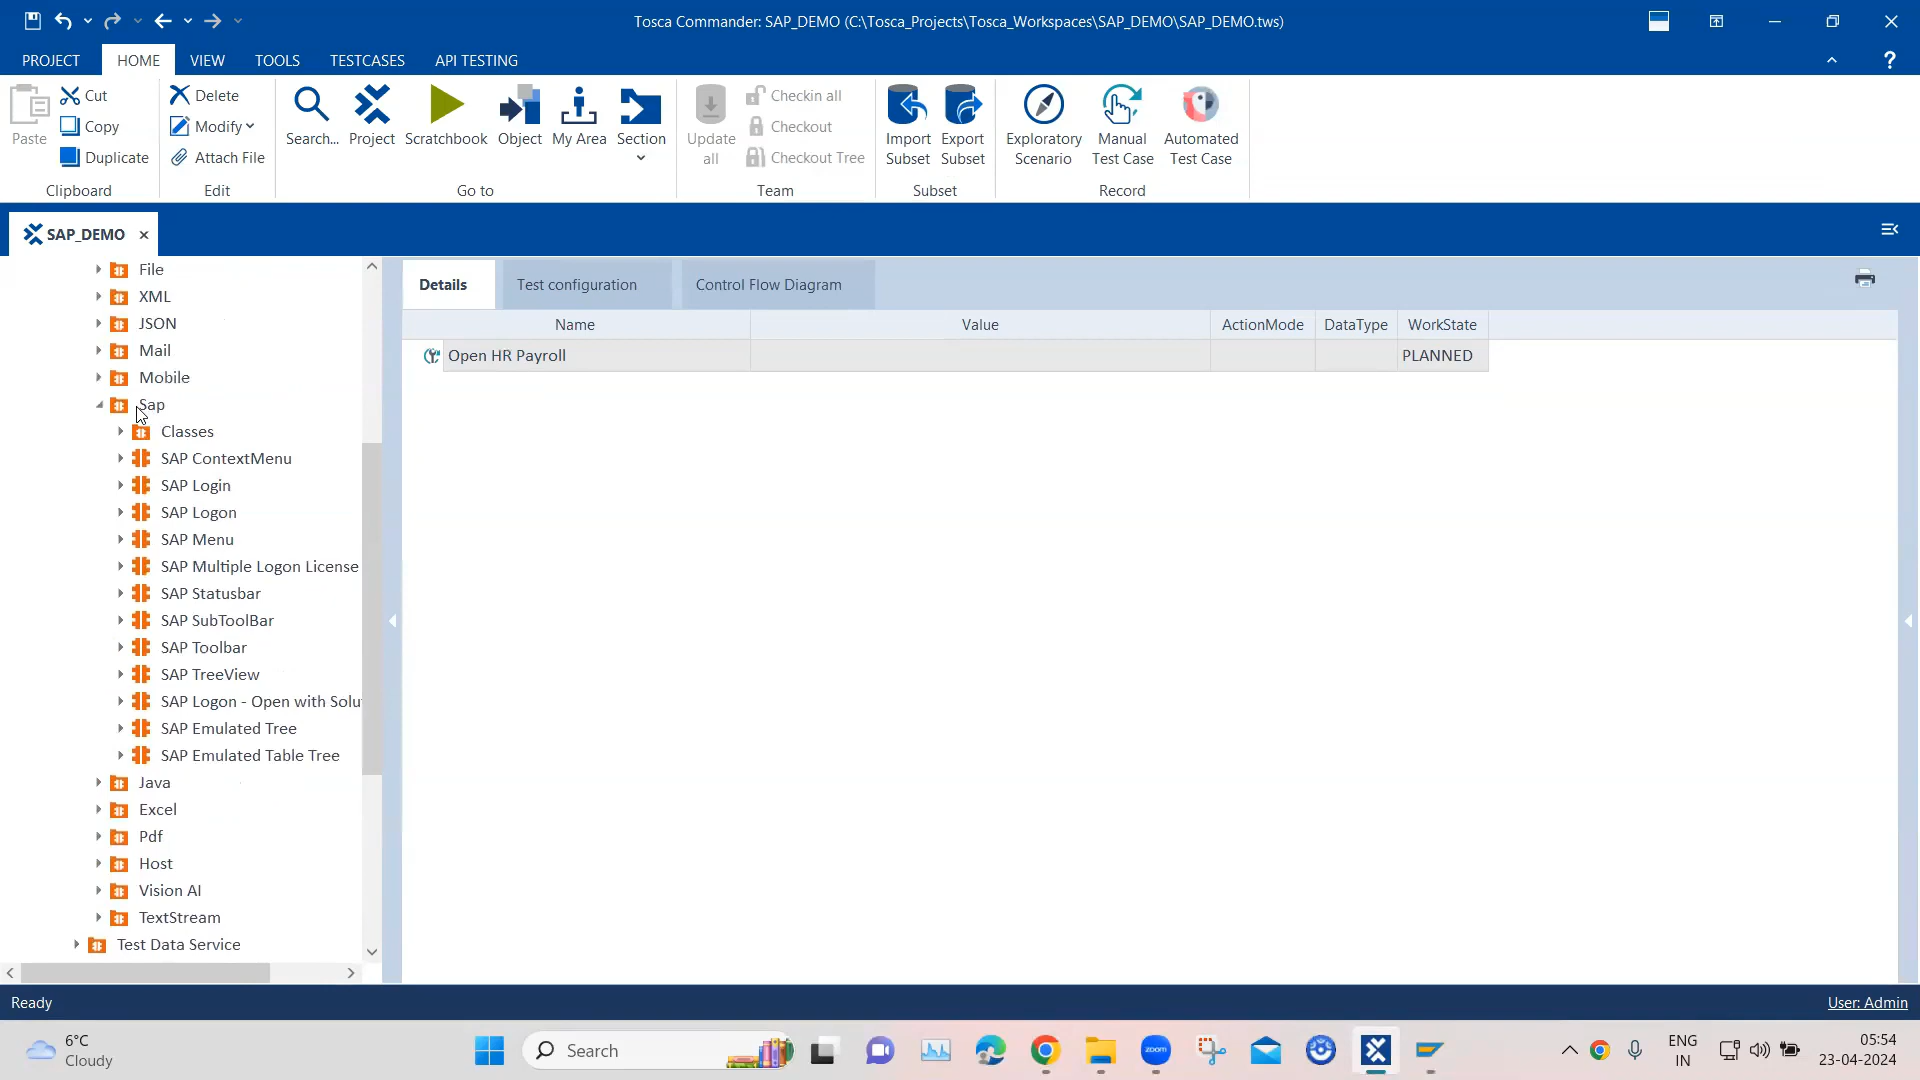 Tosca Commander: SAP_DEMO (C:\Tosca_Projects\Tosca_Workspaces\SAP_DEMO\SAP_DEMO.tws)
PROJECT HOME VIEW TOOLS TESTCASES API TESTING
Paste
Cut
Copy
Duplicate
Clipboard
Delete
Modify
Attach File
Edit
Search...
Project
Scratchbook
Object
My Area
Section
Go to
Update all
Checkin all
Checkout
Checkout Tree
Team
Import Subset
Export Subset
Subset
Exploratory Scenario
Manual Test Case
Automated Test Case
Record
SAP_DEMO
File
XML
JSON
Mail
Mobile
Sap
Classes
SAP ContextMenu
SAP Login
SAP Logon
SAP Menu
SAP Multiple Logon License
SAP Statusbar
SAP SubToolBar
SAP Toolbar
SAP TreeView
SAP Logon - Open with Solu
SAP Emulated Tree
SAP Emulated Table Tree
Java
Excel
Pdf
Host
Vision AI
TextStream
Test Data Service
Details Test configuration Control Flow Diagram
Name Value ActionMode DataType WorkState
Open HR Payroll PLANNED
Ready
User: Admin
6°C
Cloudy
Search
zoom
ENG
IN
05:54
23-04-2024